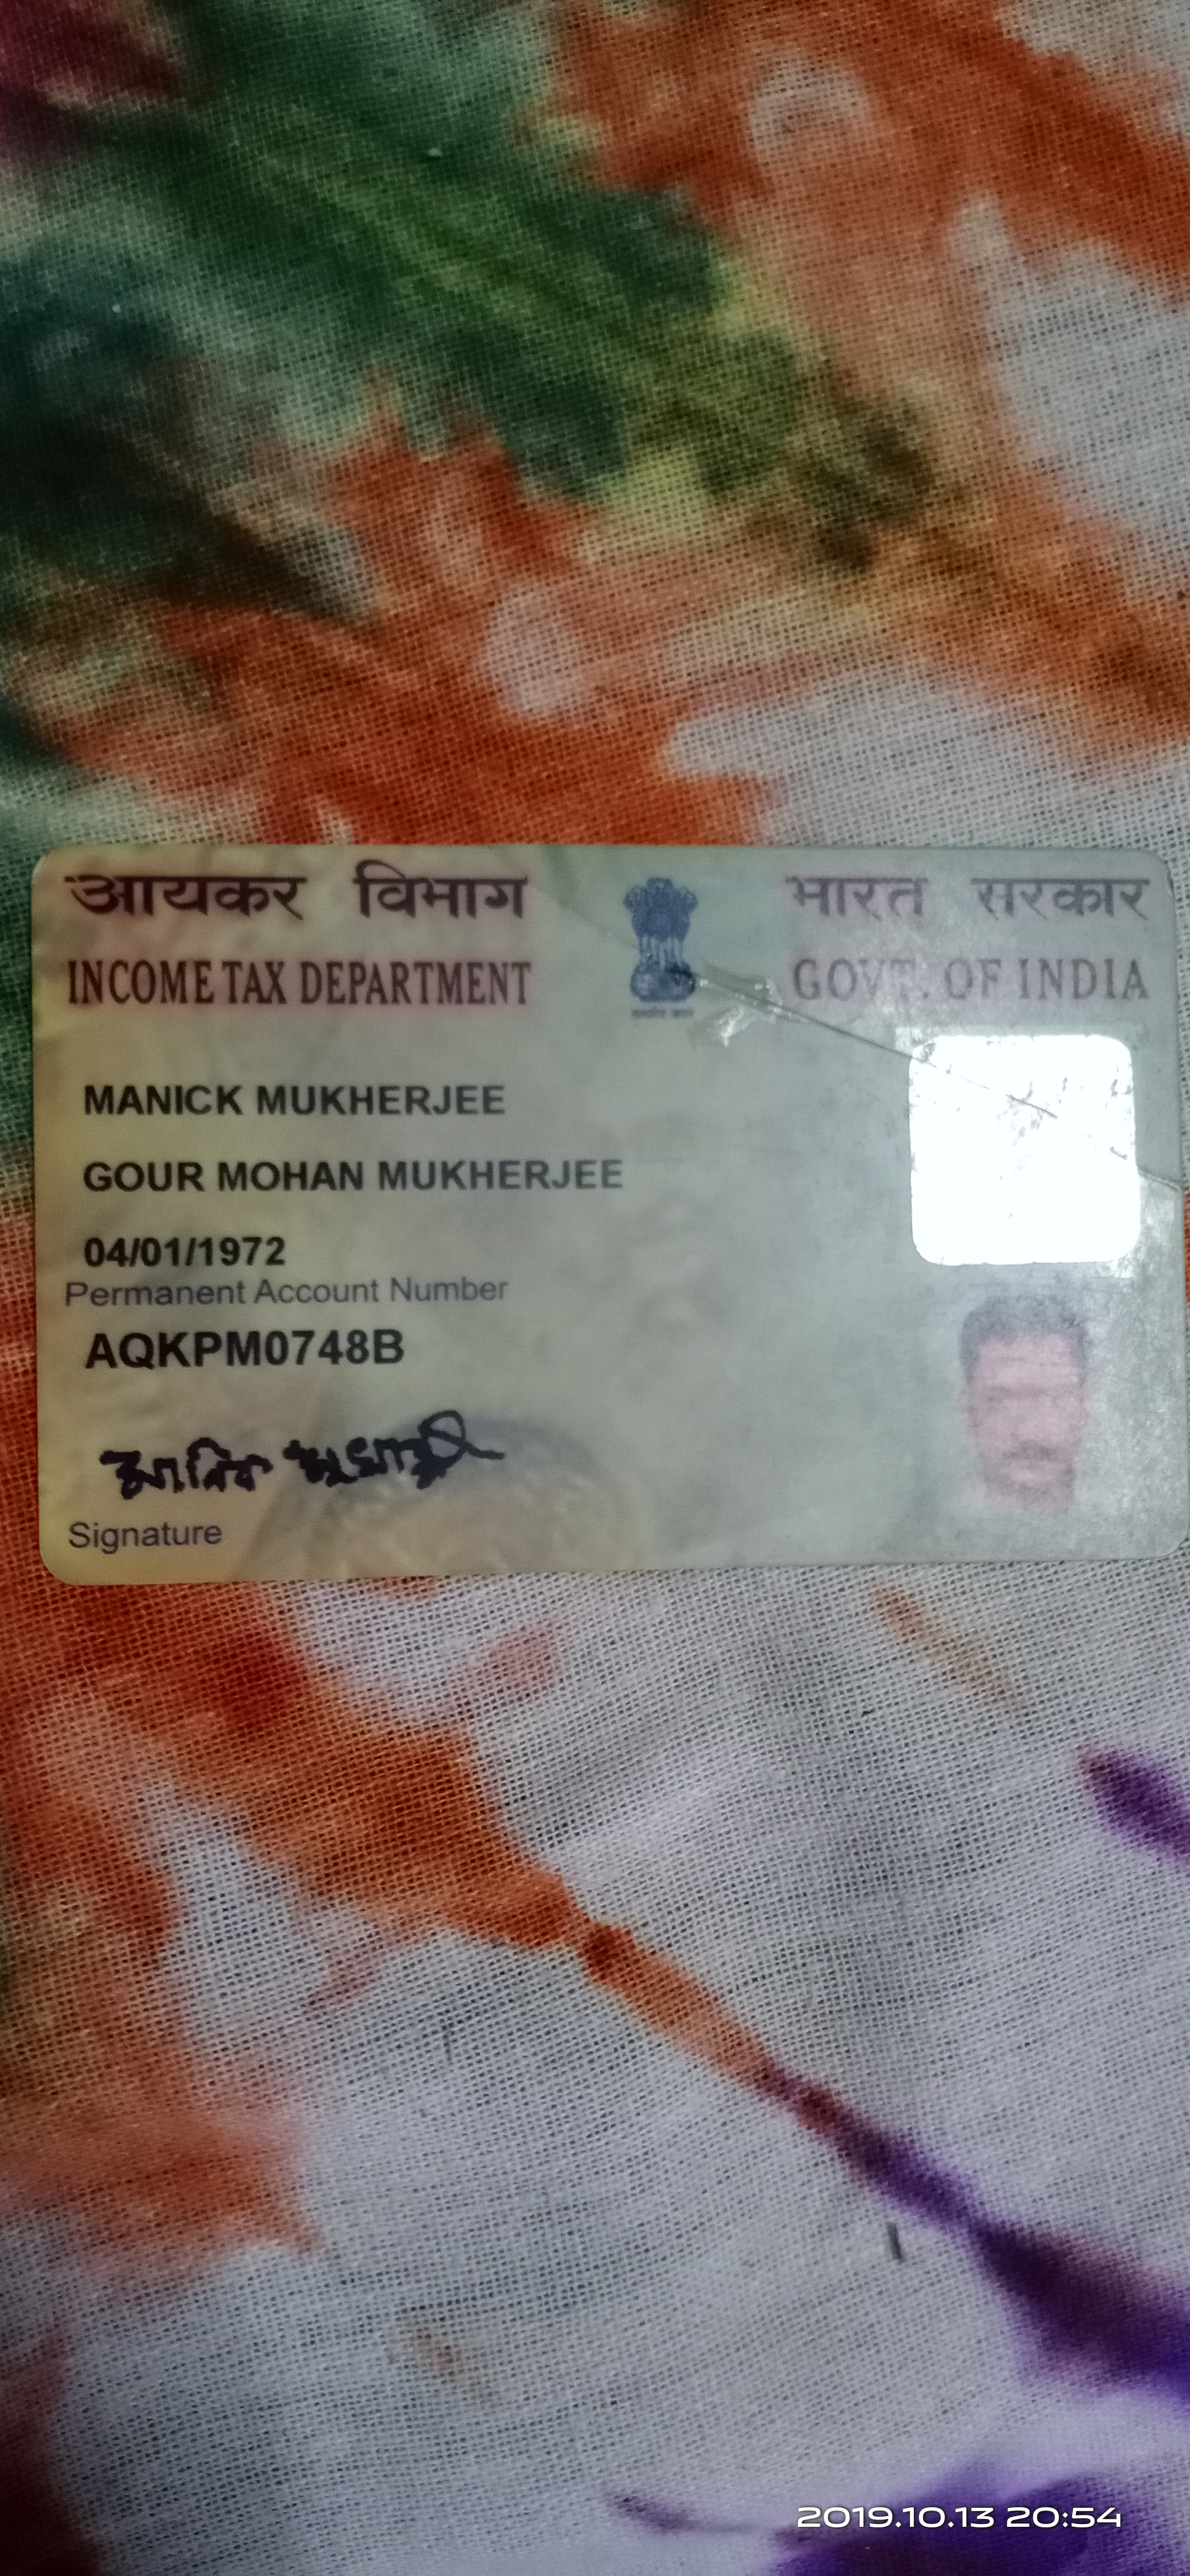 आयकर विभाग
INCOME TAX DEPARTMENT
भारत सरकार
GOVT. OF INDIA
MANICK MUKHERJEE
GOUR MOHAN MUKHERJEE
04/01/1972
Permanent Account Number
AQKPM0748B
মানিক মুখার্জী
Signature
2019.10.13 20:54